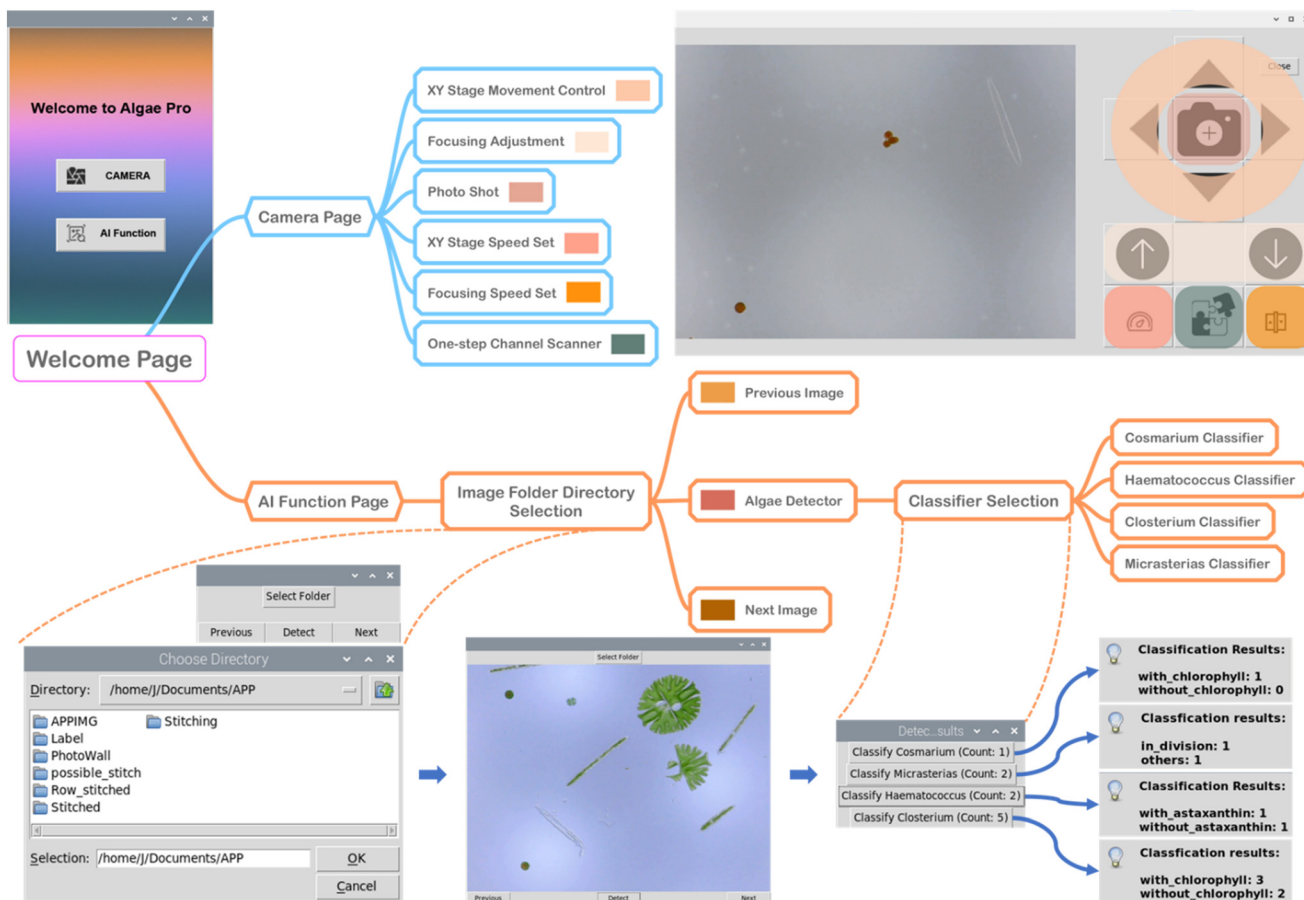 Welcome to Algae Pro
CAMERA
AI Function
Welcome Page
Camera Page
XY Stage Movement Control
Focusing Adjustment
Photo Shot
XY Stage Speed Set
Focusing Speed Set
One-step Channel Scanner
Close
AI Function Page
Image Folder Directory
Selection
Previous Image
Algae Detector
Next Image
Classifier Selection
Cosmarium Classifier
Haematococcus Classifier
Closterium Classifier
Micrasterias Classifier
Select Folder
Previous Detect Next
Choose Directory
Directory: /home/J/Documents/APP
APPIMG Stitching
Label
PhotoWall
possible_stitch
Row_stitched
Stitched
Selection: /home/J/Documents/APP OK
Cancel
Select Folder
Previous Detect Next
Detec...sults
Classify Cosmarium (Count: 1)
Classify Micrasterias (Count: 2)
Classify Haematococcus (Count: 2)
Classify Closterium (Count: 5)
Classification Results:
with_chlorophyll: 1
without_chlorophyll: 0
Classfication results:
in_division: 1
others: 1
Classification Results:
with_astaxanthin: 1
without_astaxanthin: 1
Classfication results:
with_chlorophyll: 3
without_chlorophyll: 2